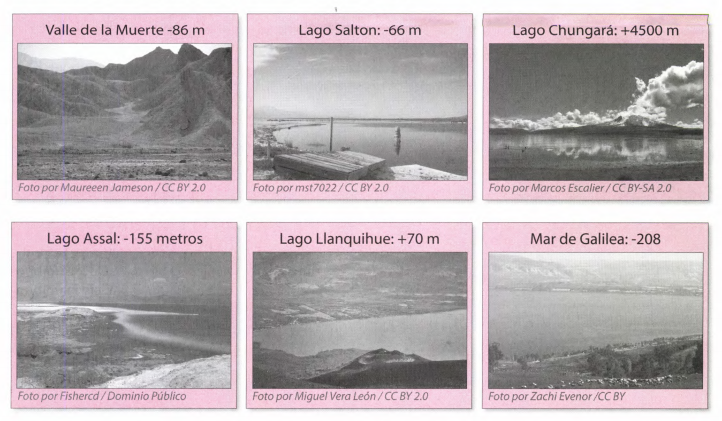 Valle de la Muerte -86 m
Foto por Maureeen Jameson / CC BY 2.0
Lago Salton: -66 m
Foto por mst7022 / CC BY 2.0
Lago Chungará: +4500 m
Foto por Marcos Escalier / CC BY-SA 2.0
Lago Assal: -155 metros
Foto por Fishercd / Dominio Público
Lago Llanquihue: +70 m
Foto por Miguel Vera León / CC BY 2.0
Mar de Galilea: -208
Foto por Zachi Evenor /CC BY